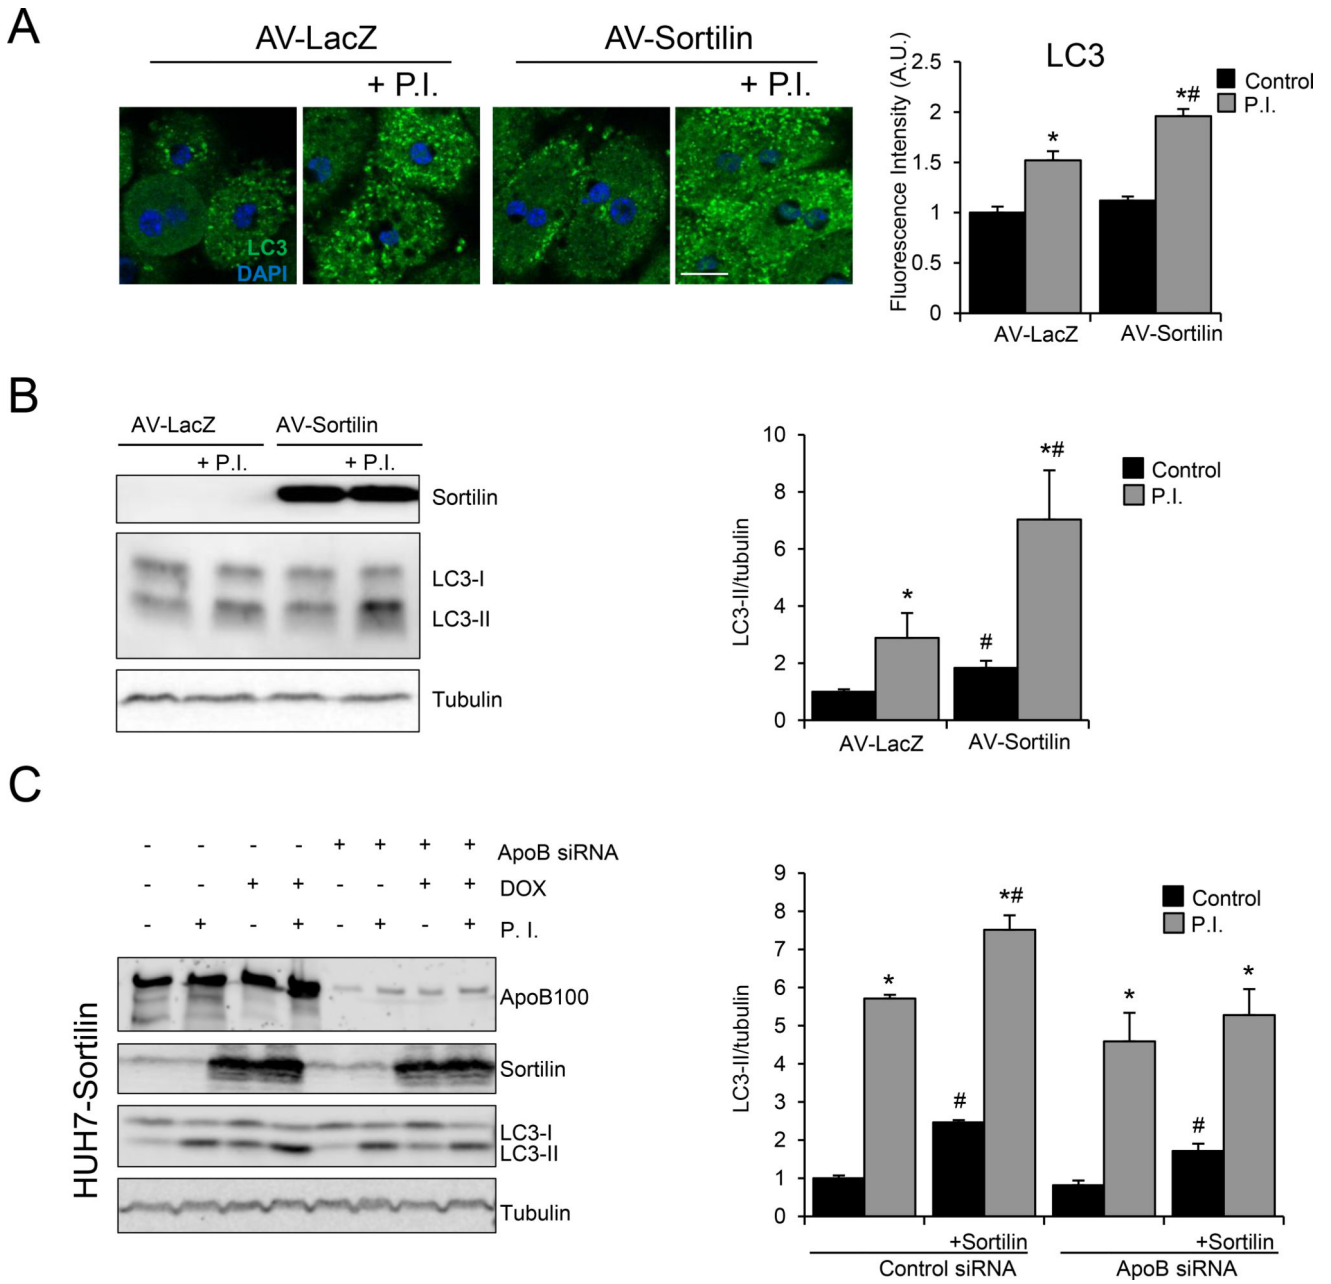 A
AV-LacZ
AV-Sortilin
+ P.I.
+ P.I.
LC3
DAPI
LC3
Fluorescence Intensity (A.U.)
2.5
2
1.5
1
0.5
0
*
*#
Control
P.I.
AV-LacZ
AV-Sortilin
B
AV-LacZ
AV-Sortilin
+ P.I.
+ P.I.
Sortilin
LC3-I
LC3-II
Tubulin
LC3-II/tubulin
10
8
6
4
2
0
*
#
*#
Control
P.I.
AV-LacZ
AV-Sortilin
C
- - - - + + + + ApoB siRNA
- - + + - - + + DOX
- + - + - + - + P. I.
HUH7-Sortilin
ApoB100
Sortilin
LC3-I
LC3-II
Tubulin
LC3-II/tubulin
9
8
7
6
5
4
3
2
1
0
*
#
*#
*
#
*
Control
P.I.
+Sortilin
+Sortilin
Control siRNA
ApoB siRNA